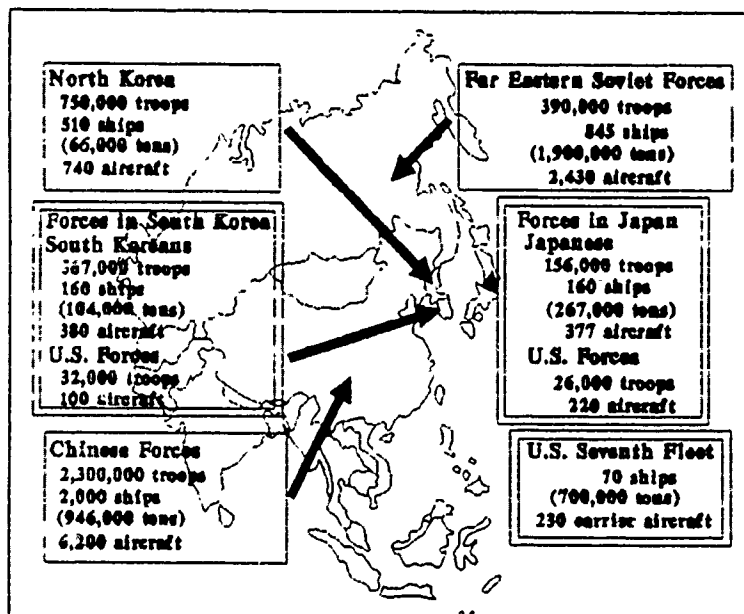 North Korea
750,000 troops
510 ships
(66,000 tons)
740 aircraft
Far Eastern Soviet Forces
390,000 troops
845 ships
(1,900,000 tons)
2,430 aircraft
Forces in South Korea
South Koreans
troops
160 ships
(104,000 tons)
380 aircraft
U.S. Forces
32,000 troops
100 aircraft
Forces in Japan
Japanese
156,000 troops
160 ships
(267,000 tons)
377 aircraft
U.S. Forces
26,000 troops
220 aircraft
Chinese Forces
2,300,000 troops
2,000 ships
(946,000 tons)
6,200 aircraft
U.S. Seventh Fleet
70 ships
(700,000 tons)
230 carrier aircraft